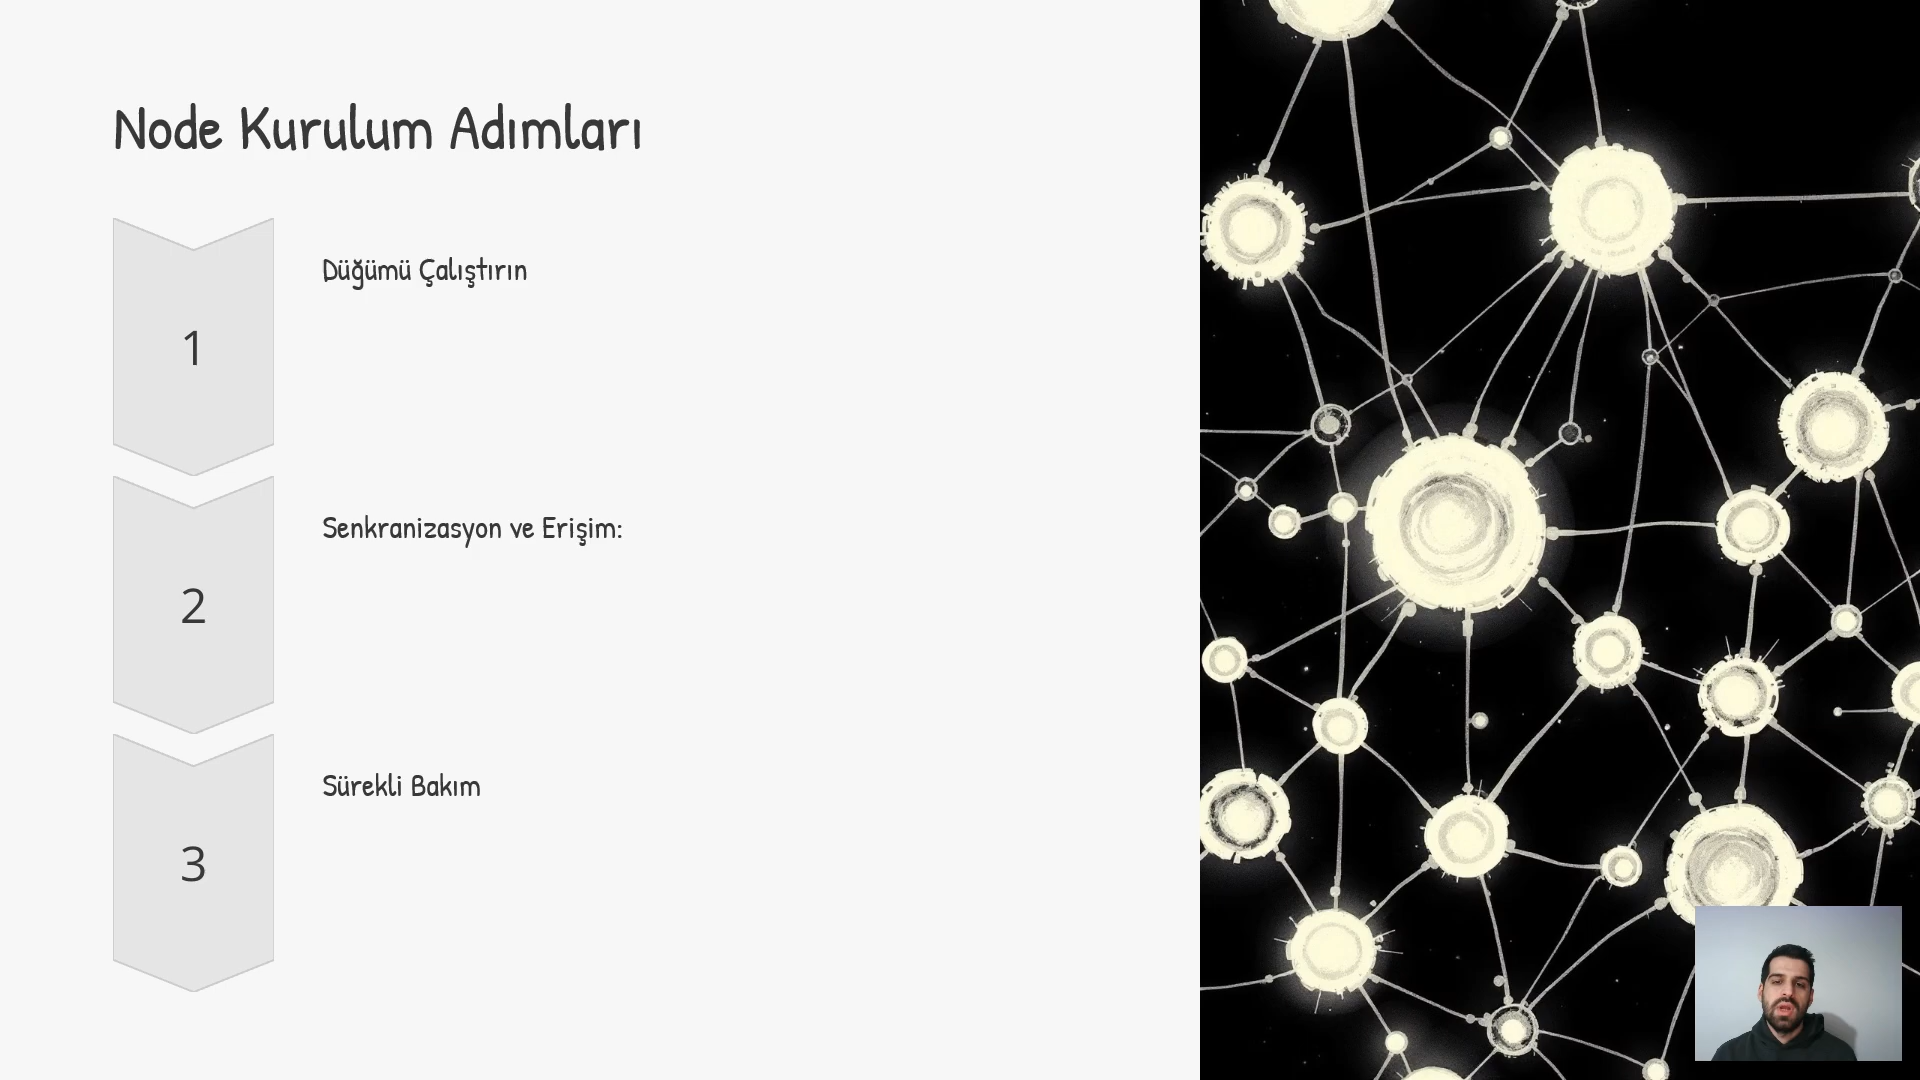 Node Kurulum Adımları
1
Düğümü Çalıştırın
2
Senkranizasyon ve Erişim:
3
Sürekli Bakım